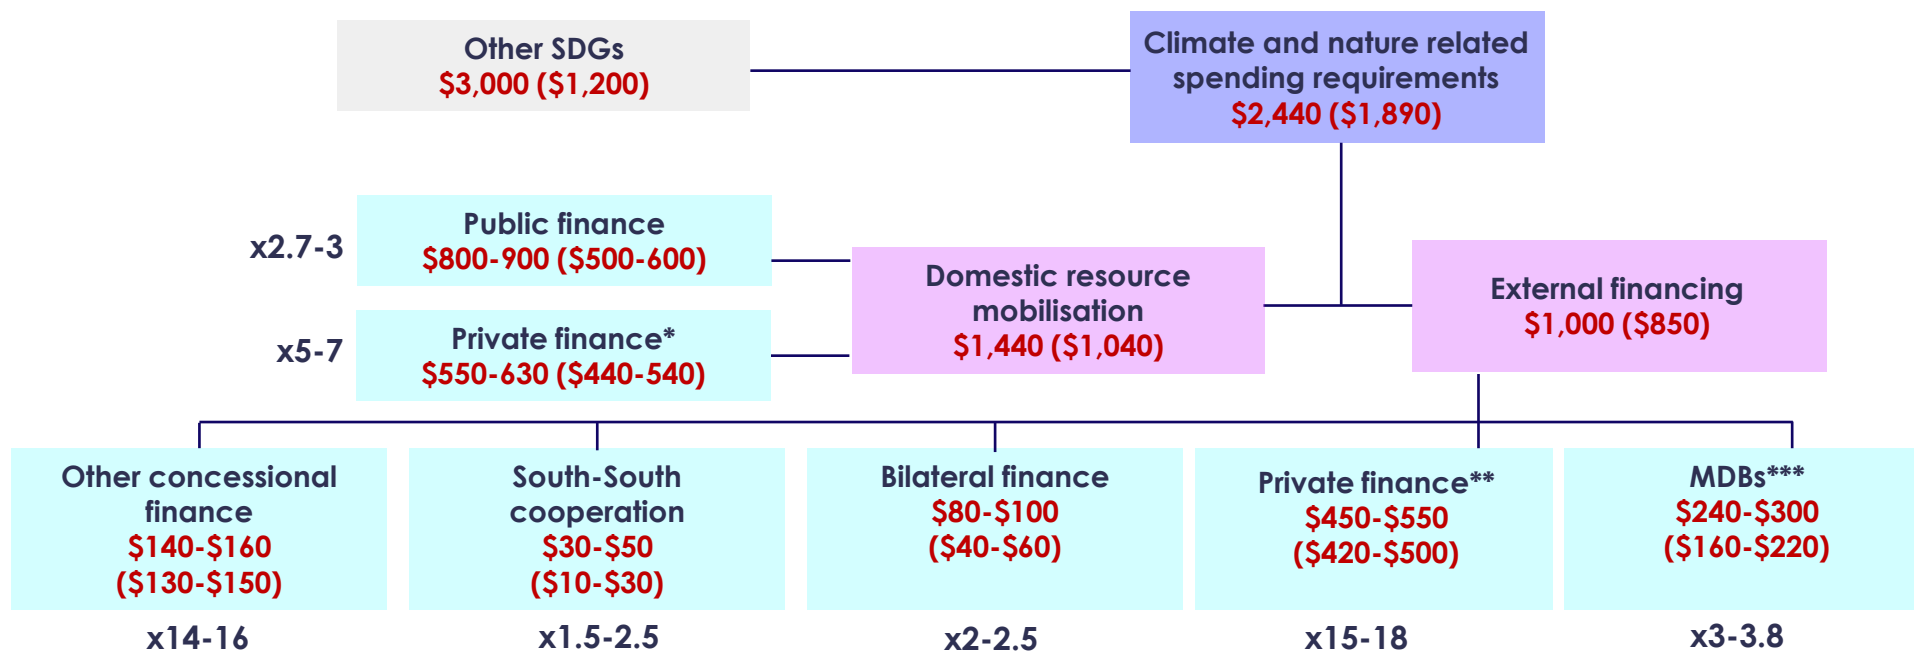 Other SDGs
$3,000 ($1,200)
Climate and nature related
spending requirements
$2,440 ($1,890)
x2.7-3
Public finance
$800-900 ($500-600)
x5-7
Private finance*
$550-630 ($440-540)
Domestic resource
mobilisation
$1,440 ($1,040)
External financing
$1,000 ($850)
Other concessional
finance
$140-$160
($130-$150)
x14-16
South-South
cooperation
$30-$50
($10-$30)
x1.5-2.5
Bilateral finance
$80-$100
($40-$60)
x2-2.5
Private finance**
$450-$550
($420-$500)
x15-18
MDBs***
$240-$300
($160-$220)
x3-3.8